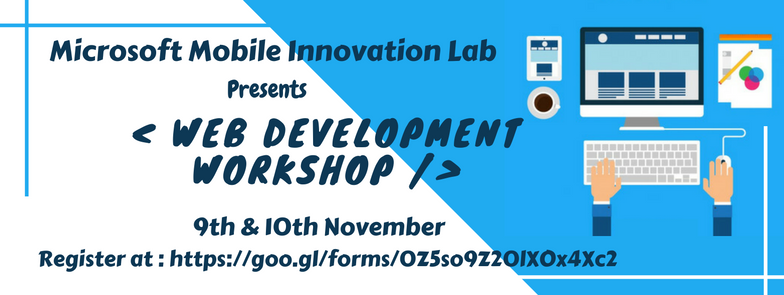 Microsoft Mobile Innovation Lab
Presents
< WEB DEVELOPMENT
WORKSHOP />
9th & 10th November
Register at : https://goo.gl/forms/OZ5so9Z2OlXOx4Xc2